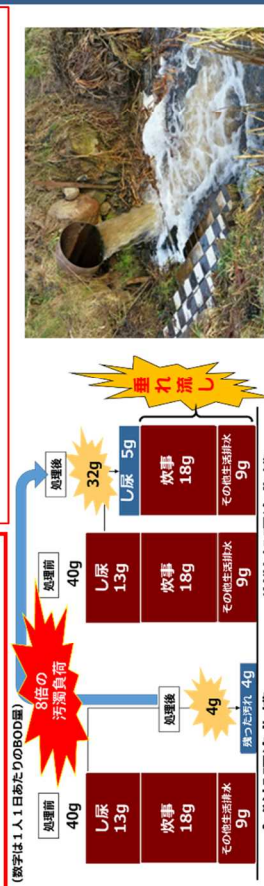 (数字は1人1日あたりのBOD量)
8倍の
汚濁負荷
処理前
40g
し尿
13g
炊事
18g
その他生活排水
9g
処理後
4g
残った汚れ 4g
処理前
40g
し尿
13g
炊事
18g
その他生活排水
9g
処理後
32g
し尿 5g
炊事
18g
その他生活排水
9g
垂れ流し